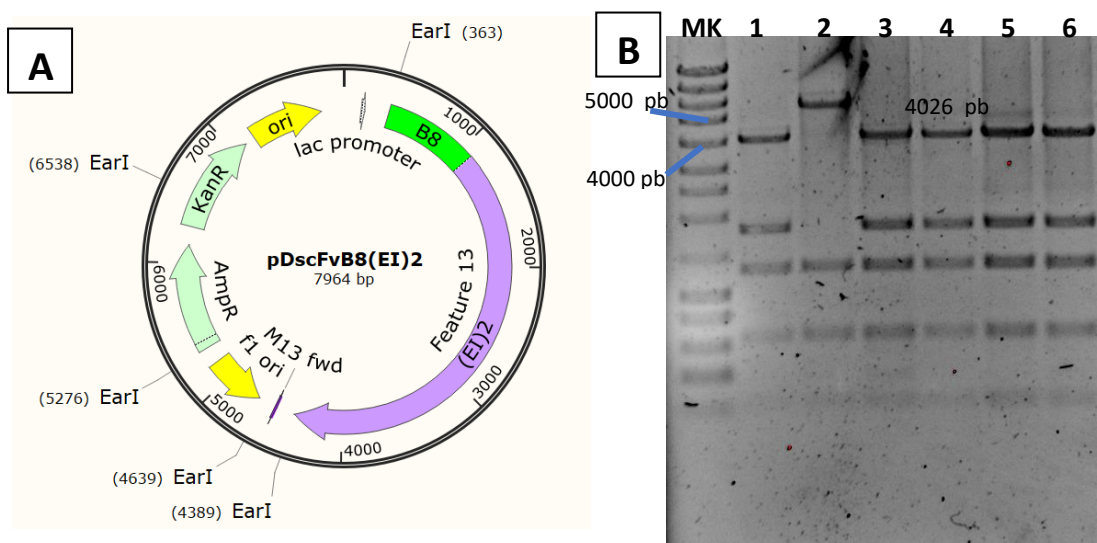 A
EarI (363)
1000
B8
lac promoter
ori
7000
(6538) EarI
KanR
2000
pDscFvB8(EI)2
7964 bp
Feature 13
(EI)2
6000
AmpR
M13 fwd
f1 ori
3000
(5276) EarI
5000
4000
(4639) EarI
(4389) EarI
B
MK 1 2 3 4 5 6
5000 pb
4026 pb
4000 pb